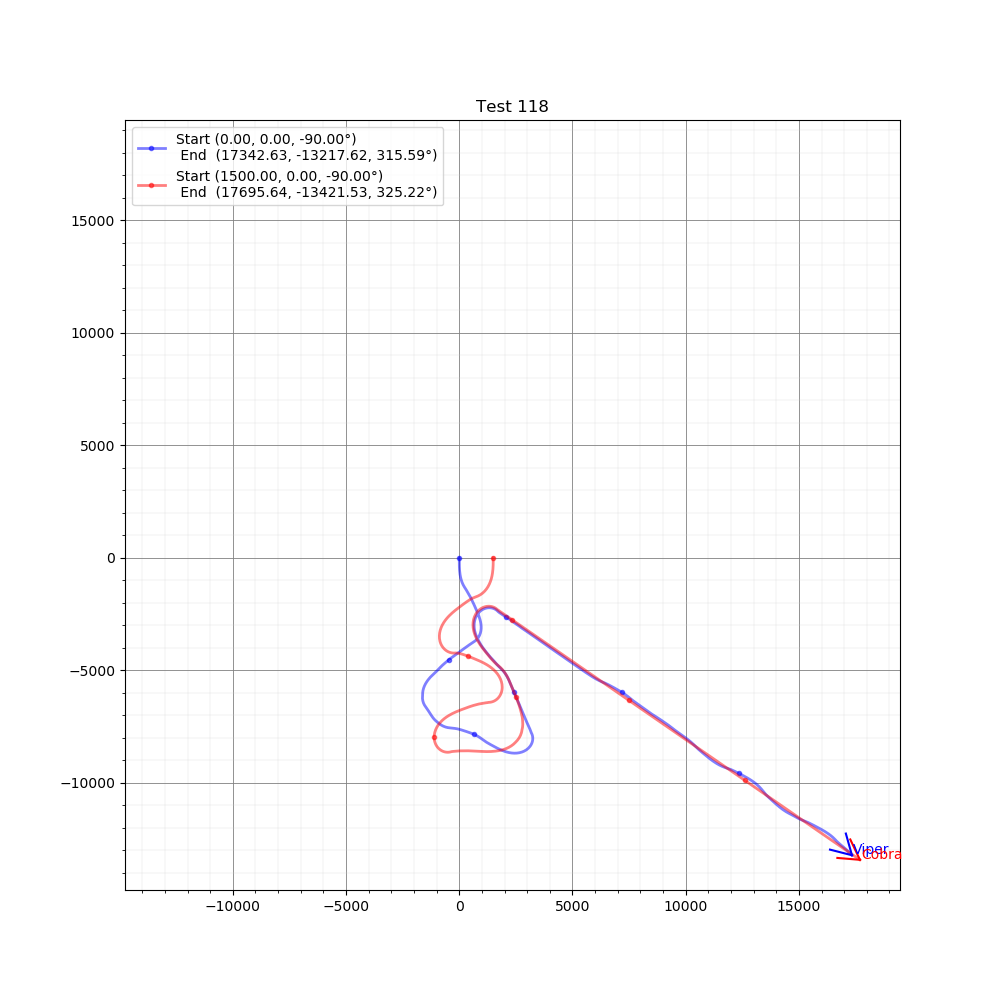 Test 118
Start (0.00, 0.00, -90.00°)
End  (17342.63, -13217.62, 315.59°)
Start (1500.00, 0.00, -90.00°)
End  (17695.64, -13421.53, 325.22°)
15000
10000
5000
0
−5000
−10000
Viper
Cobra
−10000
−5000
0
5000
10000
15000